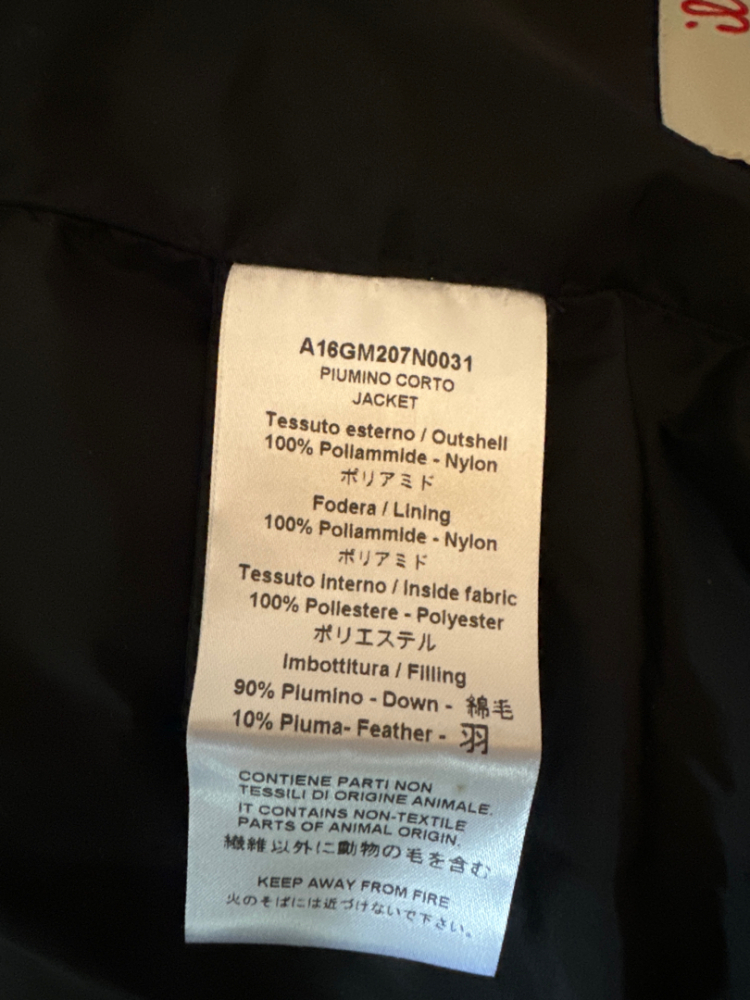 A16GM207N0031
PIUMINO CORTO
JACKET
Tessuto esterno / Outshell
100% Poliammide - Nylon
ポリアミド
Fodera / Lining
100% Poliammide - Nylon
ポリアミド
Tessuto interno / Inside fabric
100% Poliestere - Polyester
ポリエステル
Imbottitura / Filling
90% Piumino - Down - 綿毛
10% Piuma- Feather - 羽
CONTIENE PARTI NON
TESSILI DI ORIGINE ANIMALE.
IT CONTAINS NON-TEXTILE
PARTS OF ANIMAL ORIGIN.
繊維以外に動物の毛を含む
KEEP AWAY FROM FIRE
火のそばには近づけないで下さい。